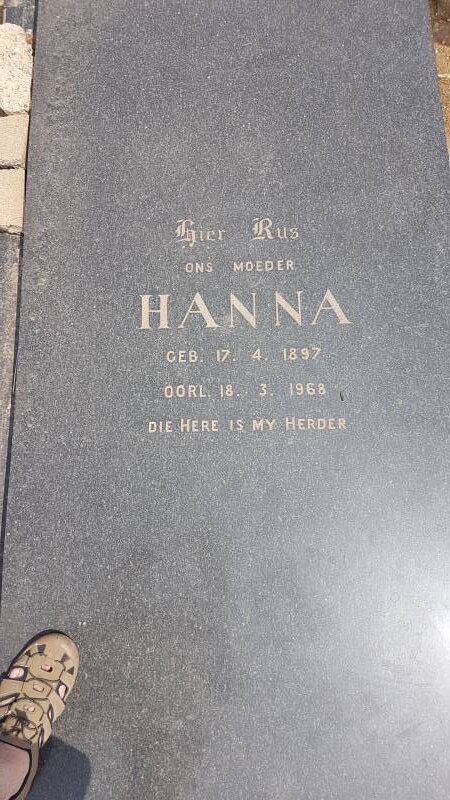 Hier Rus
ONS MOEDER
HANNA
GEB. 17. 4. 1897
OORL. 18. 3. 1968
DIE HERE IS MY HERDER